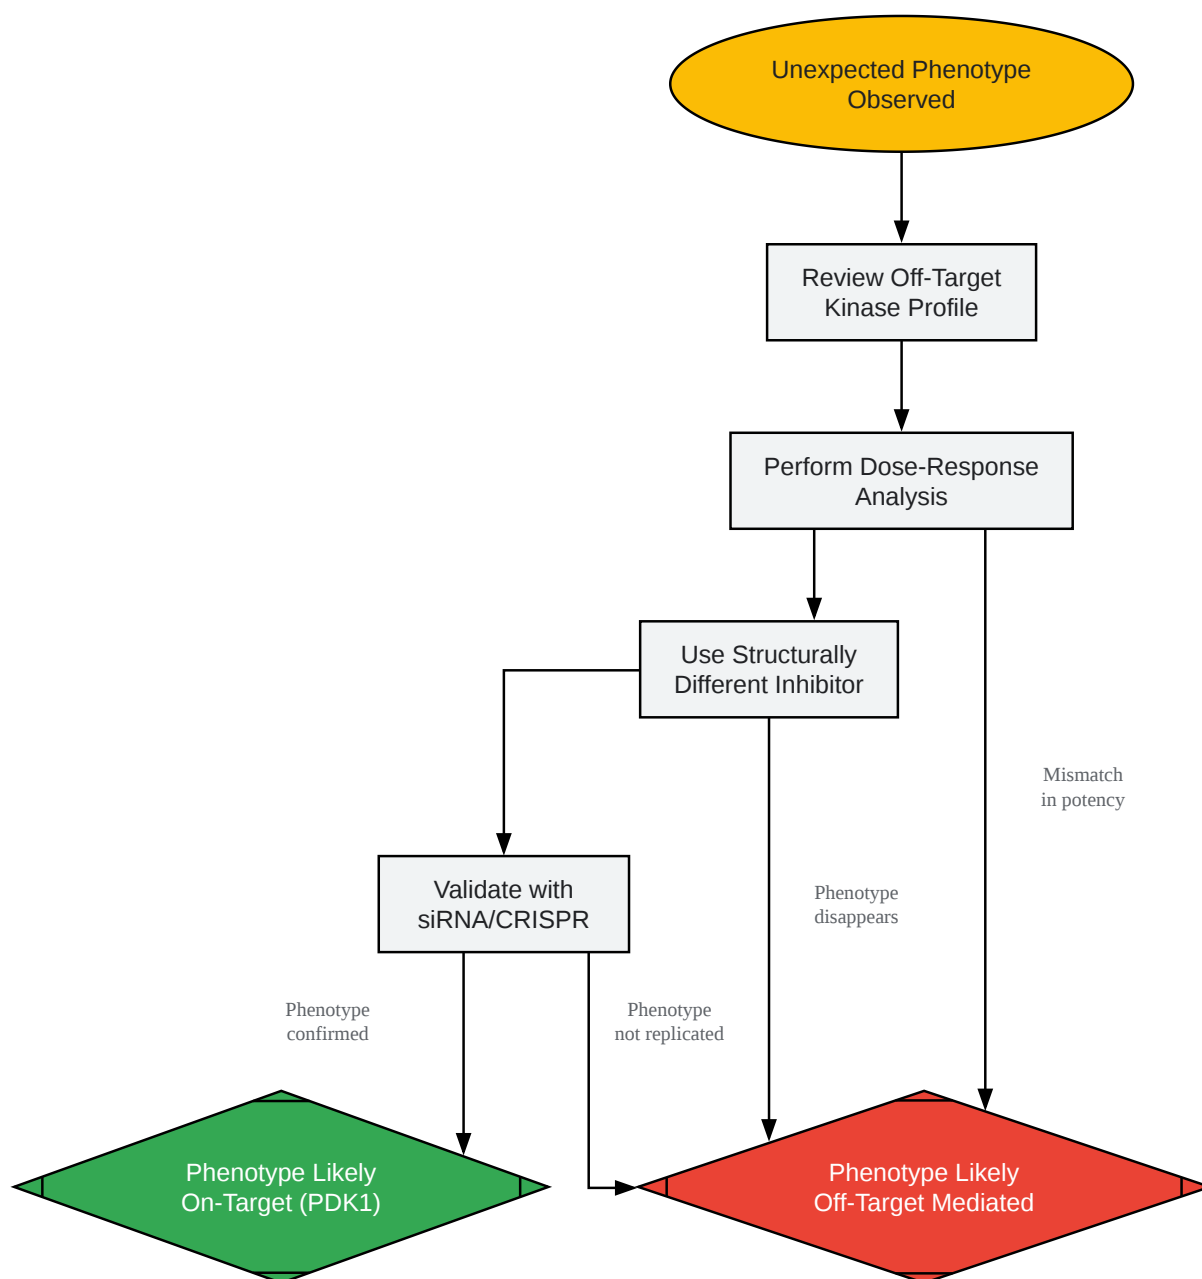 Unexpected Phenotype
Observed
Review Off-Target
Kinase Profile
Perform Dose-Response
Analysis
Use Structurally
Different Inhibitor
Mismatch
in potency
Validate with
siRNA/CRISPR
Phenotype
disappears
Phenotype
confirmed
Phenotype
not replicated
Phenotype Likely
On-Target (PDK1)
Phenotype Likely
Off-Target Mediated